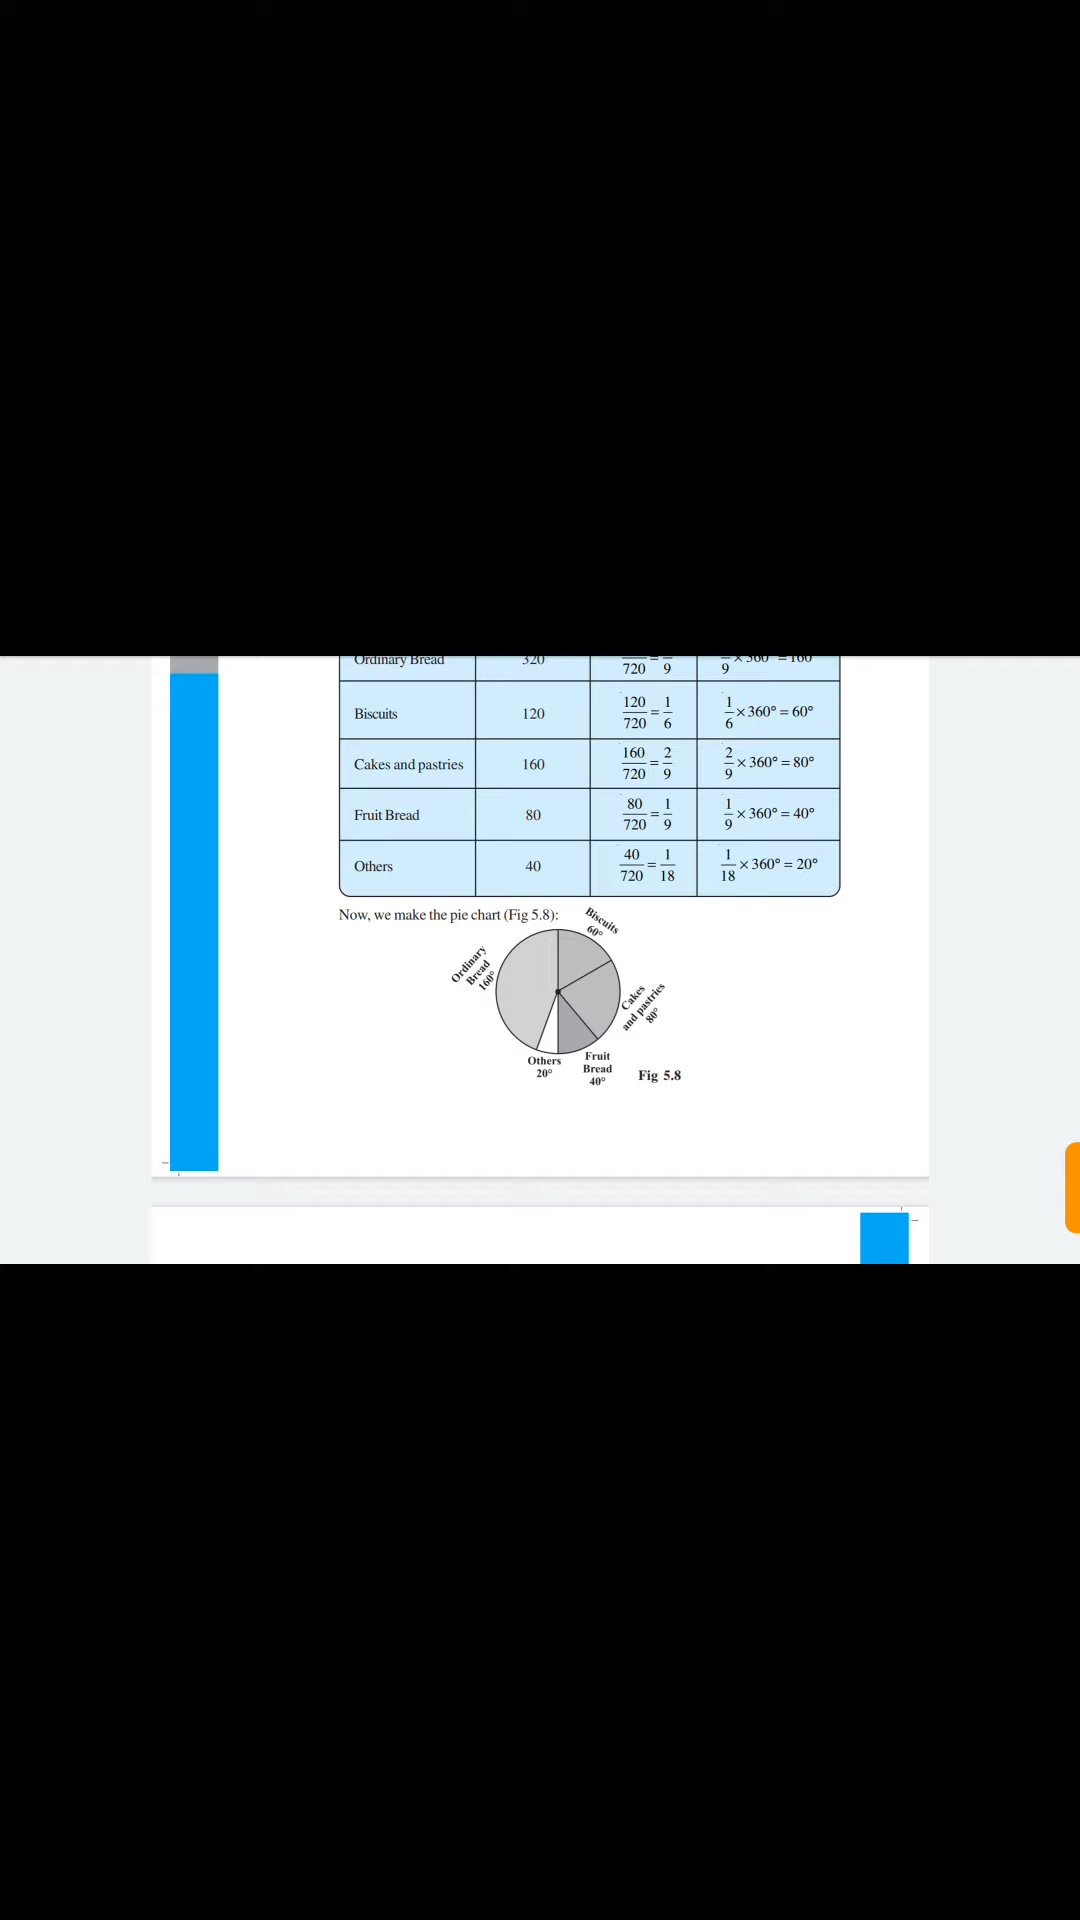 Ordinary Bread 320 720 = 9 9 × 360 = 160
Biscuits 120 120/720 = 1/6 1/6 × 360° = 60°
Cakes and pastries 160 160/720 = 2/9 2/9 × 360° = 80°
Fruit Bread 80 80/720 = 1/9 1/9 × 360° = 40°
Others 40 40/720 = 1/18 1/18 × 360° = 20°
Now, we make the pie chart (Fig 5.8):
Biscuits
60°
Ordinary
Bread
160°
Cakes
and pastries
80°
Others
20°
Fruit
Bread
40°
Fig 5.8